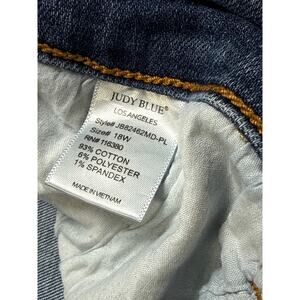 JUDY BLUE®
LOS ANGELES
Style# JB82462MD-PL
Size# 18W
RN# 116380
93% COTTON
6% POLYESTER
1% SPANDEX
MADE IN VIETNAM